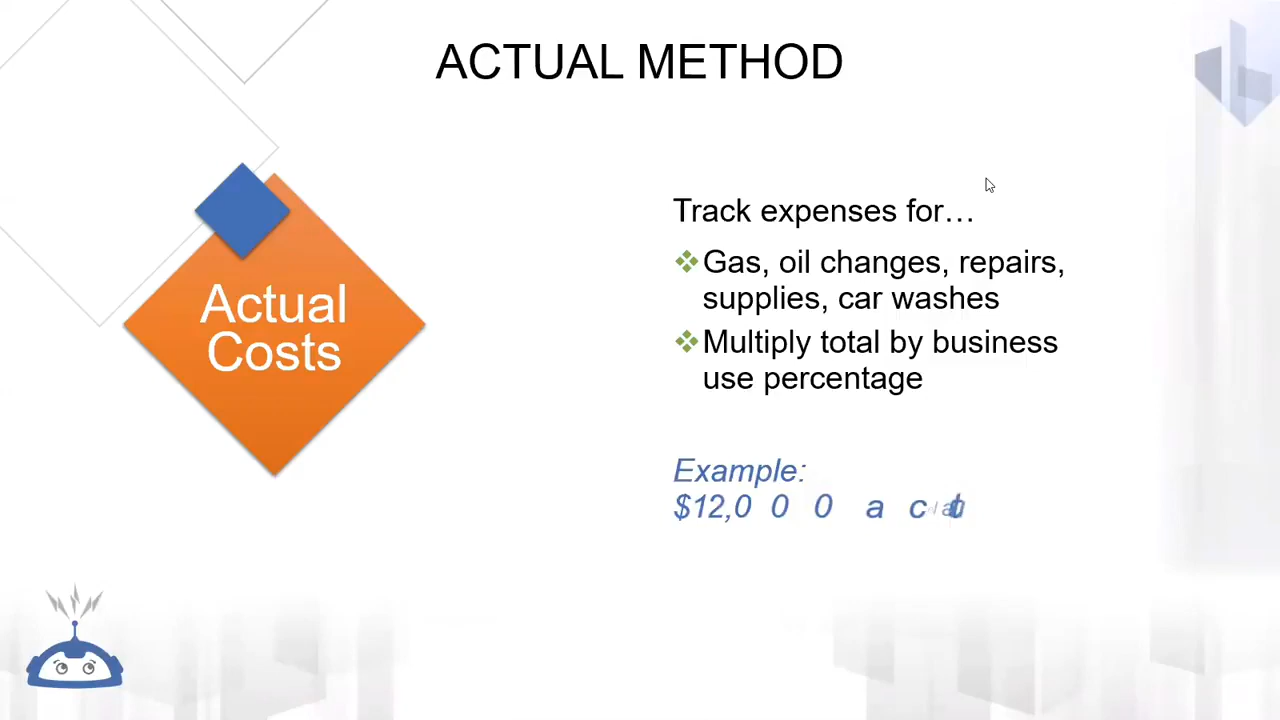 ACTUAL METHOD
Actual
Costs
Track expenses for…
Gas, oil changes, repairs,
supplies, car washes
Multiply total by business
use percentage
Example:
$12,0 0 0